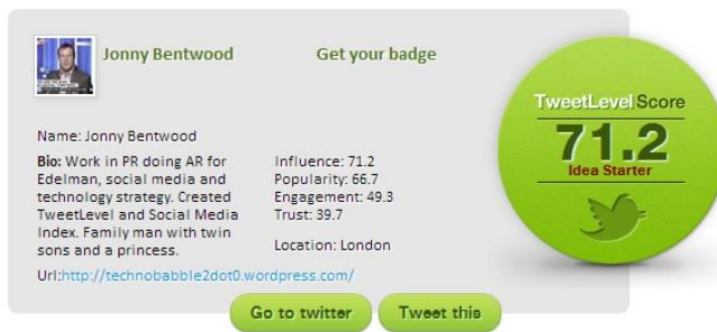 Jonny Bentwood
Get your badge
TweetLevel Score
71.2
Idea Starter
Name: Jonny Bentwood
Bio: Work in PR doing AR for
Edelman, social media and
technology strategy. Created
TweetLevel and Social Media
Index. Family man with twin
sons and a princess.
Influence: 71.2
Popularity: 66.7
Engagement: 49.3
Trust: 39.7
Location: London
Url:http://technobabble2dot0.wordpress.com/
Go to twitter
Tweet this